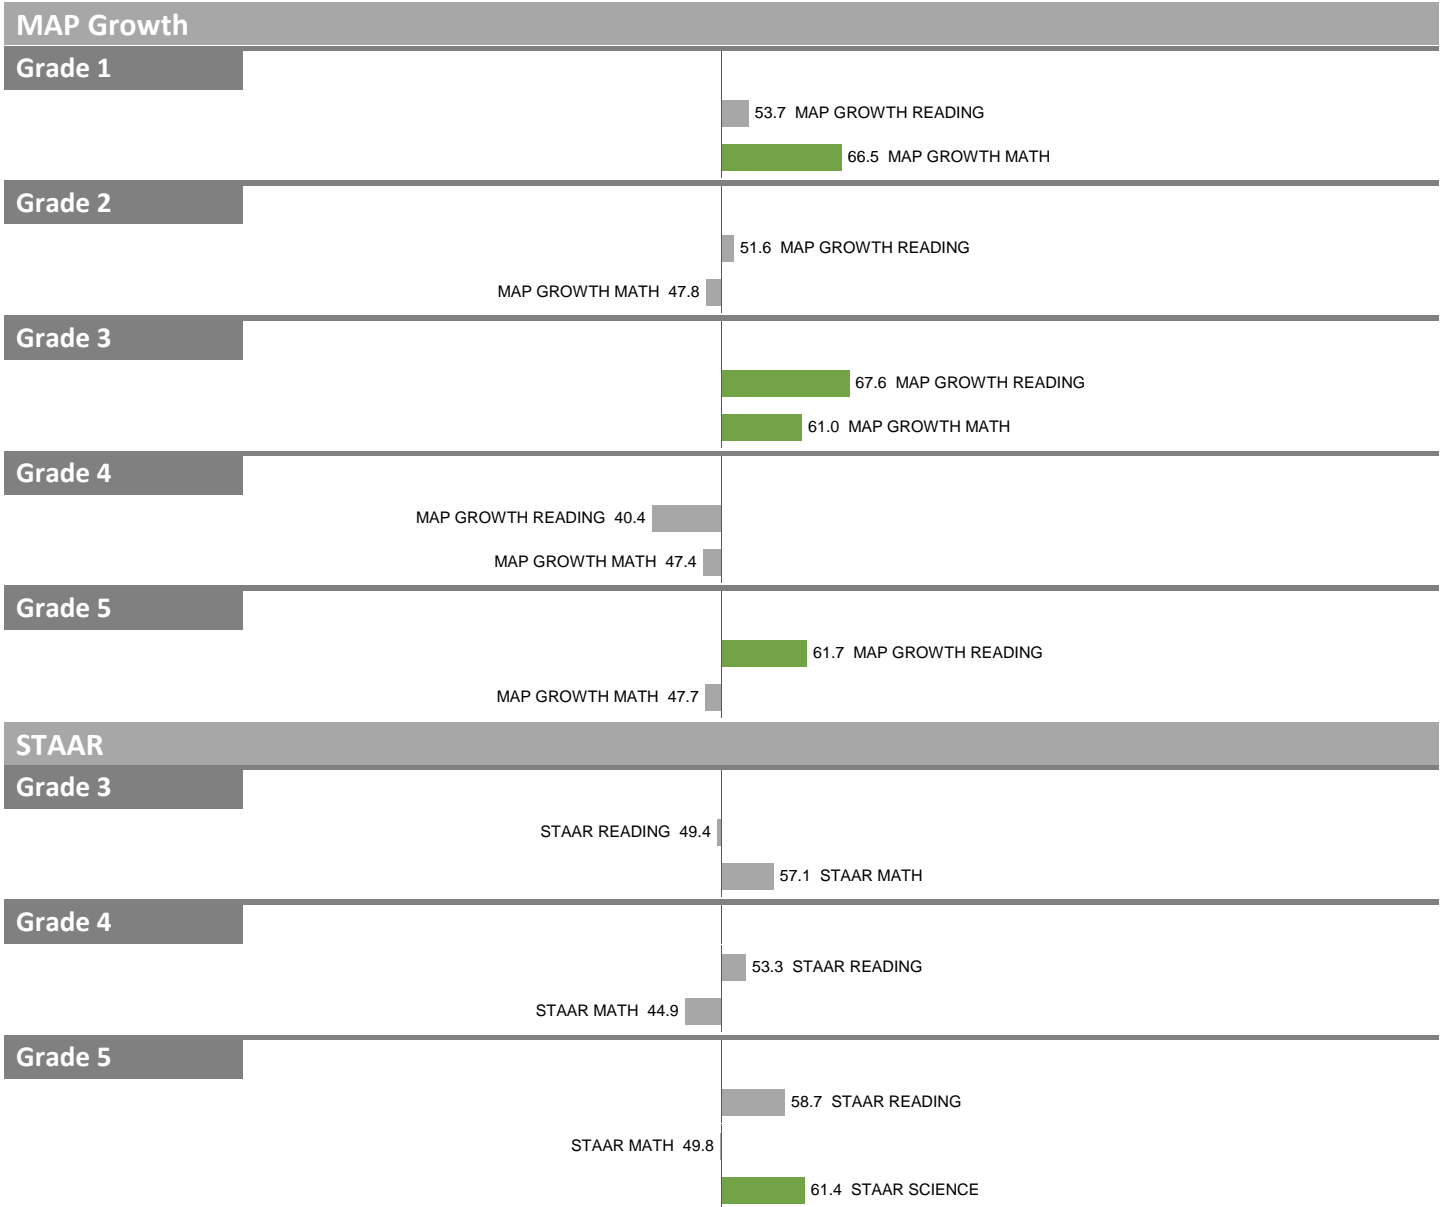 MAP Growth
Grade 1
53.7 MAP GROWTH READING
66.5 MAP GROWTH MATH
Grade 2
51.6 MAP GROWTH READING
MAP GROWTH MATH 47.8
Grade 3
67.6 MAP GROWTH READING
61.0 MAP GROWTH MATH
Grade 4
MAP GROWTH READING 40.4
MAP GROWTH MATH 47.4
Grade 5
61.7 MAP GROWTH READING
MAP GROWTH MATH 47.7
STAAR
Grade 3
STAAR READING 49.4
57.1 STAAR MATH
Grade 4
53.3 STAAR READING
STAAR MATH 44.9
Grade 5
58.7 STAAR READING
STAAR MATH 49.8
61.4 STAAR SCIENCE